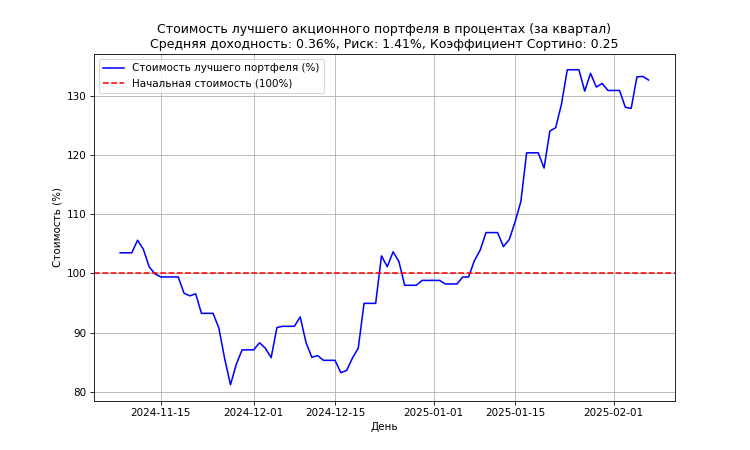 Стоимость лучшего акционного портфеля в процентах (за квартал)
Средняя доходность: 0.36%, Риск: 1.41%, Коэффициент Сортино: 0.25
Стоимость лучшего портфеля (%)
Начальная стоимость (100%)
Стоимость (%)
130
120
110
100
90
80
2024-11-15
2024-12-01
2024-12-15
2025-01-01
2025-01-15
2025-02-01
День